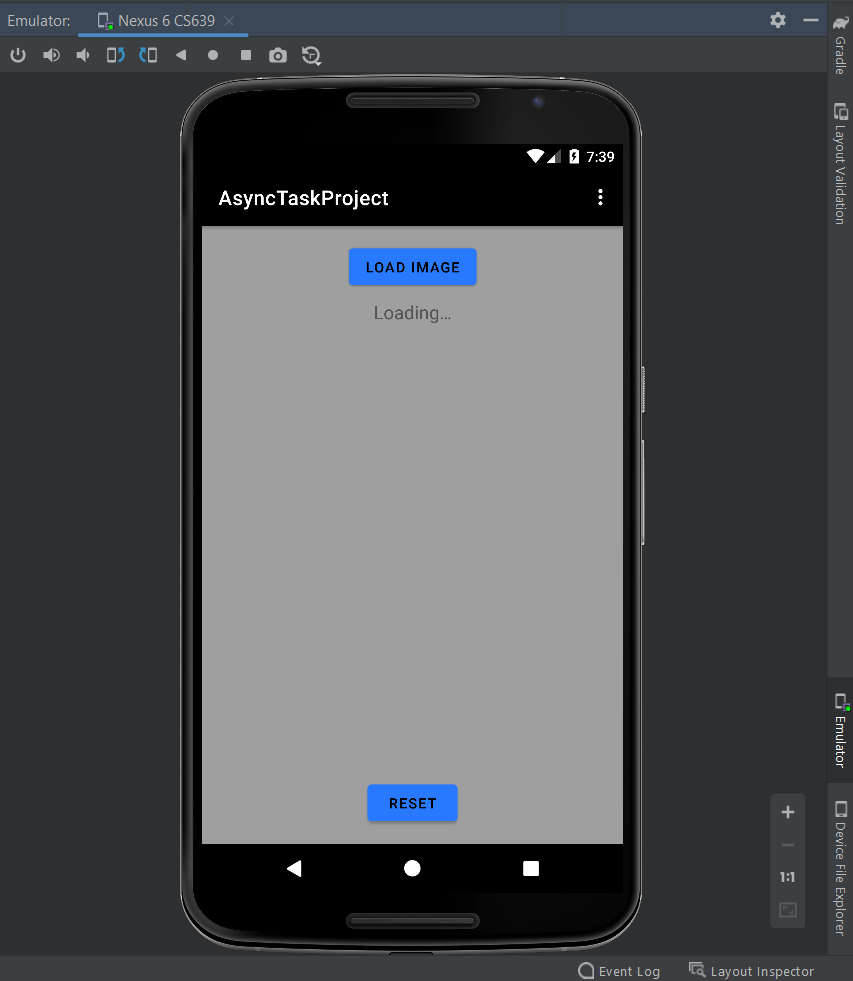 Emulator:
Nexus 6 CS639
Gradle
Layout Validation
7:39
AsyncTaskProject
LOAD IMAGE
Loading...
RESET
Emulator
1:1
Device File Explorer
Event Log
Layout Inspector